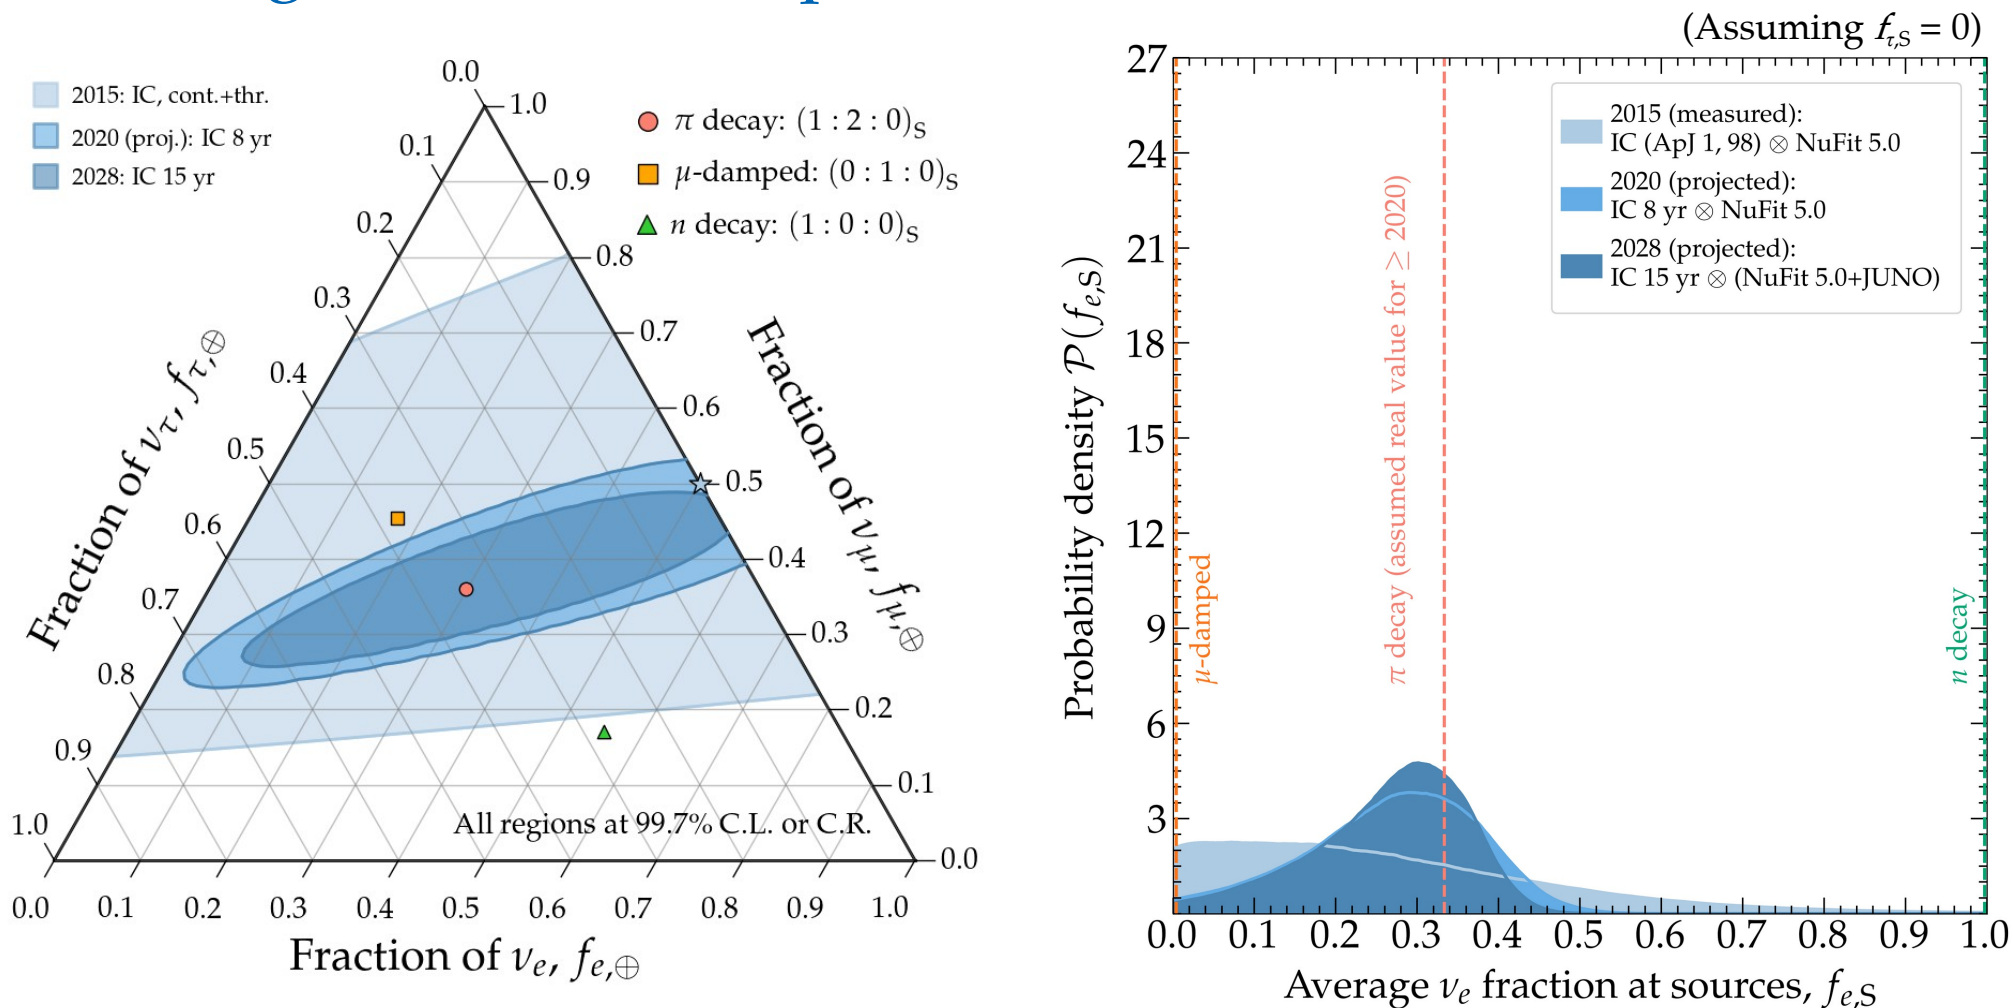 2015: IC, cont.+thr.
2020 (proj.): IC 8 yr
2028: IC 15 yr
π decay: (1 : 2 : 0)S
μ-damped: (0 : 1 : 0)S
n decay: (1 : 0 : 0)S
0.0
0.1
0.2
0.3
0.4
0.5
0.6
0.7
0.8
0.9
1.0
Fraction of ντ, fτ,⊕
1.0
0.9
0.8
0.7
0.6
0.5
0.4
0.3
0.2
0.1
0.0
Fraction of νμ, fμ,⊕
All regions at 99.7% C.L. or C.R.
0.0 0.1 0.2 0.3 0.4 0.5 0.6 0.7 0.8 0.9 1.0
Fraction of νe, fe,⊕
(Assuming fτ,S = 0)
27
24
21
18
15
12
9
6
3
Probability density P(fe,S)
2015 (measured):
IC (ApJ 1, 98) ⊗ NuFit 5.0
2020 (projected):
IC 8 yr ⊗ NuFit 5.0
2028 (projected):
IC 15 yr ⊗ (NuFit 5.0+JUNO)
μ-damped
π decay (assumed real value for ≥ 2020)
n decay
0.0 0.1 0.2 0.3 0.4 0.5 0.6 0.7 0.8 0.9 1.0
Average νe fraction at sources, fe,S